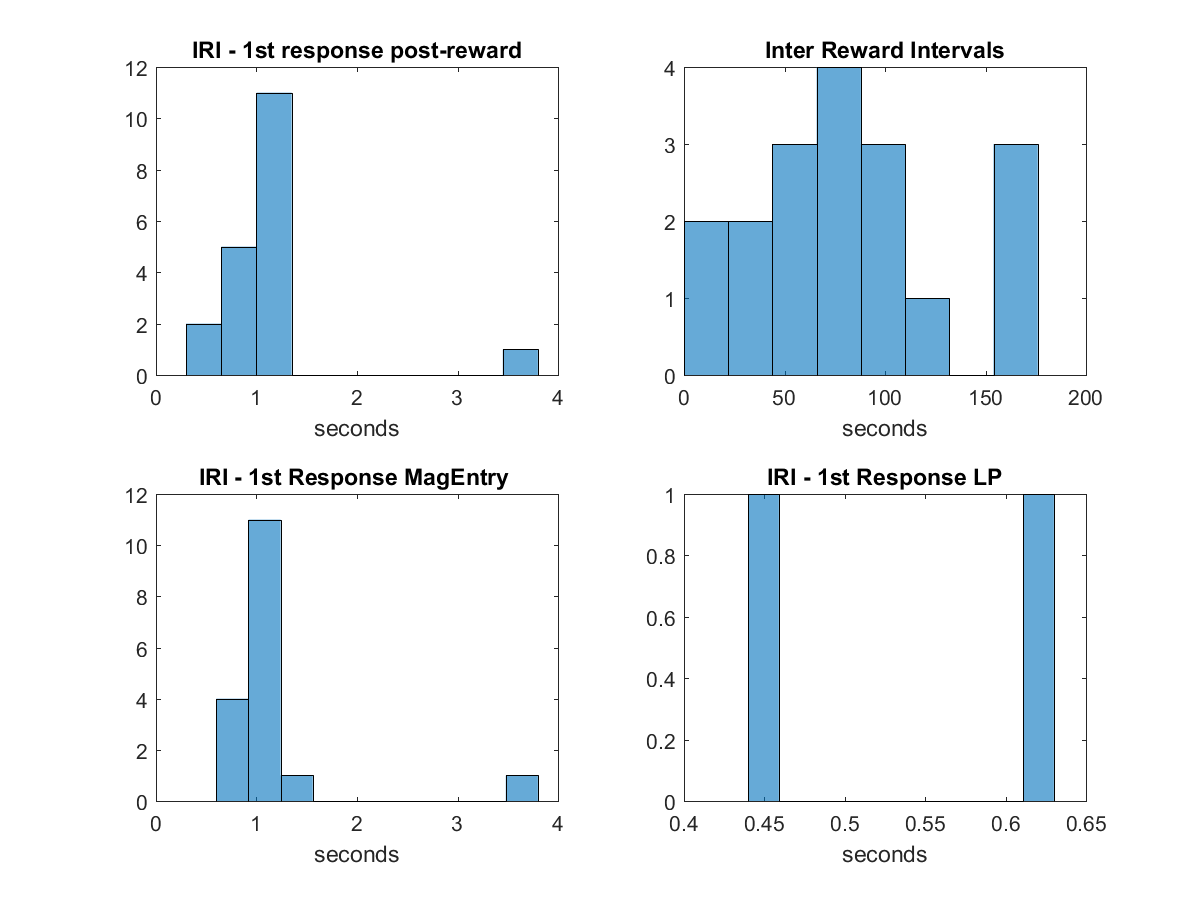 IRI - 1st response post-reward
12
10
8
6
4
2
0
0 1 2 3 4
seconds
Inter Reward Intervals
4
3
2
1
0
0 50 100 150 200
seconds
IRI - 1st Response MagEntry
12
10
8
6
4
2
0
0 1 2 3 4
seconds
IRI - 1st Response LP
1
0.8
0.6
0.4
0.2
0
0.4 0.45 0.5 0.55 0.6 0.65
seconds